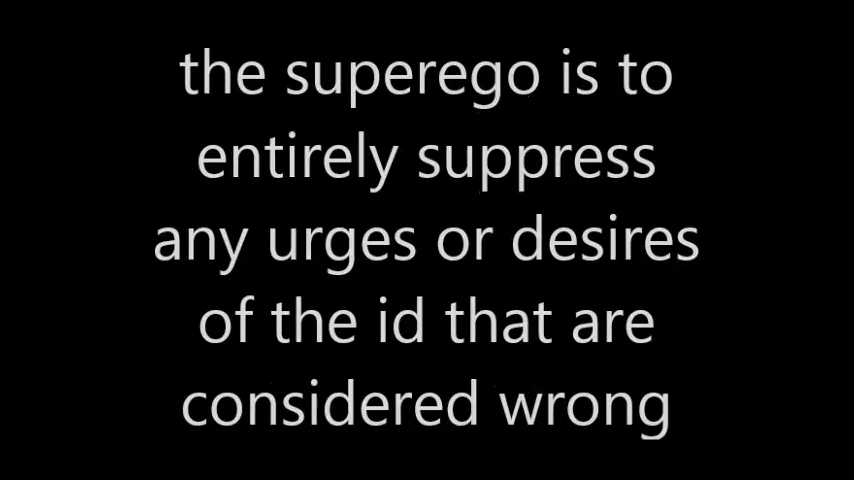 the superego is to
entirely suppress
any urges or desires
of the id that are
considered wrong